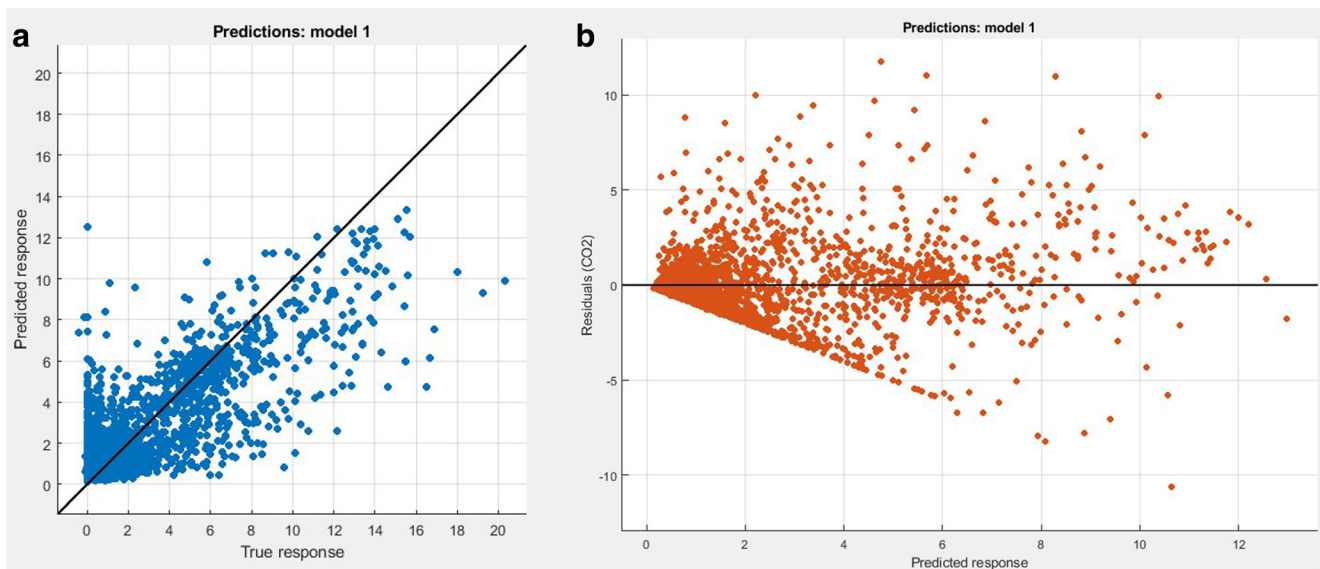 a
Predictions: model 1
20
18
16
14
12
10
8
6
4
2
0
Predicted response
0 2 4 6 8 10 12 14 16 18 20
True response
b
Predictions: model 1
10
5
0
-5
-10
Residuals (CO2)
0 2 4 6 8 10 12
Predicted response